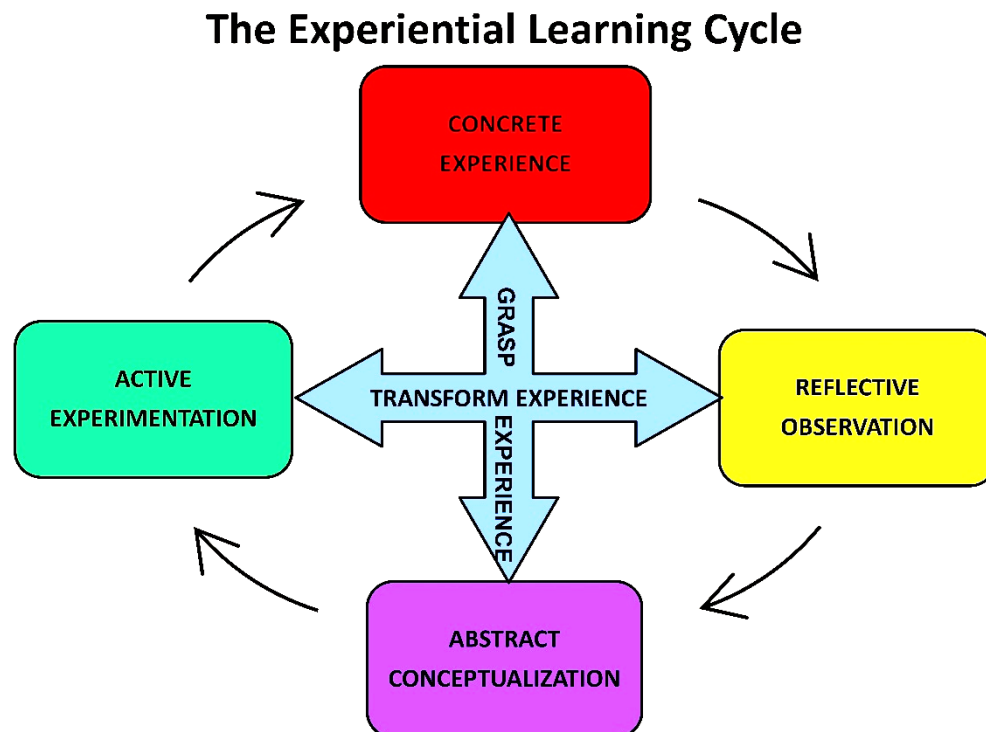 The Experiential Learning Cycle
CONCRETE
EXPERIENCE
GRASP
EXPERIENCE
TRANSFORM EXPERIENCE
ACTIVE
EXPERIMENTATION
REFLECTIVE
OBSERVATION
ABSTRACT
CONCEPTUALIZATION